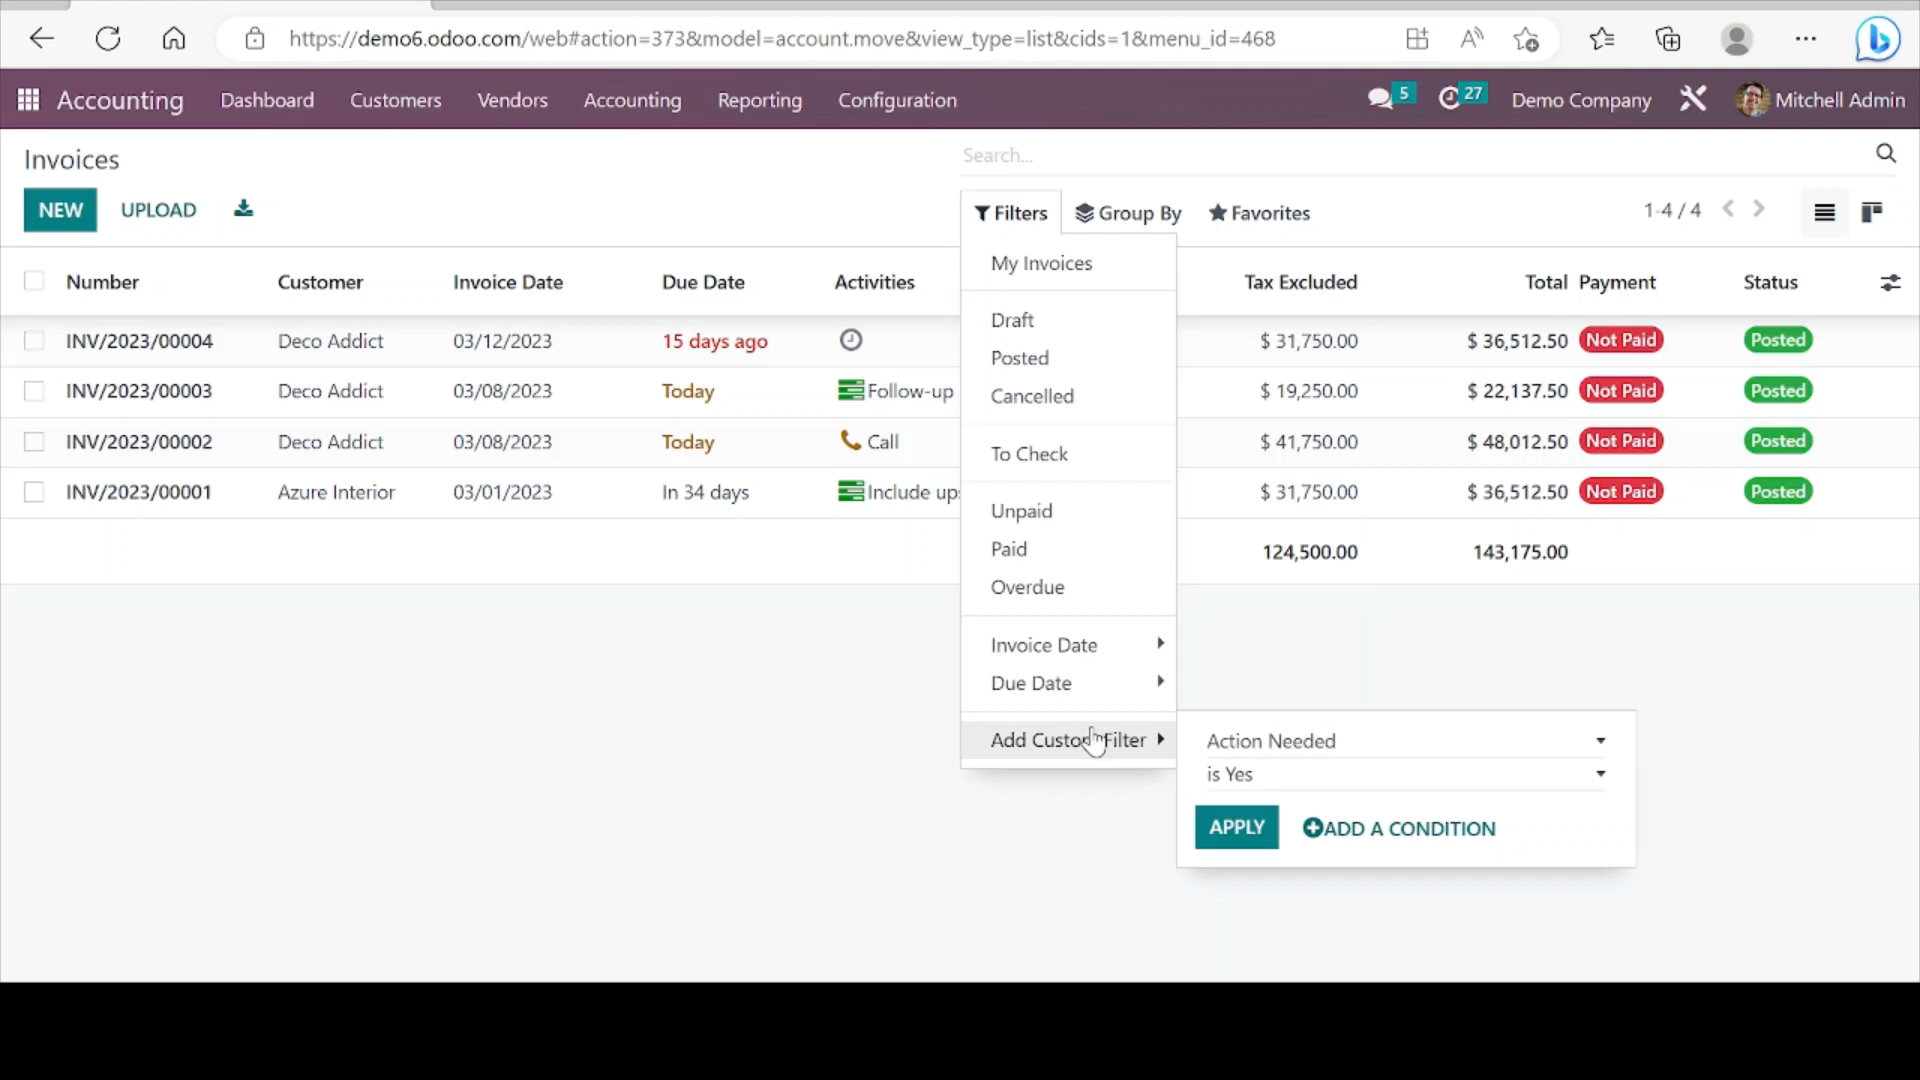 https://demo6.odoo.com/web#action=373&model=account.move&view_type=list&cids=1&menu_id=468
Accounting Dashboard Customers Vendors Accounting Reporting Configuration 5 27 Demo Company Mitchell Admin
Invoices Search...
NEW UPLOAD Filters Group By Favorites 1-4 / 4
My Invoices
Number Customer Invoice Date Due Date Activities Tax Excluded Total Payment Status
Draft
INV/2023/00004 Deco Addict 03/12/2023 15 days ago $ 31,750.00 $ 36,512.50 Not Paid Posted
Posted
INV/2023/00003 Deco Addict 03/08/2023 Today Follow-up $ 19,250.00 $ 22,137.50 Not Paid Posted
Cancelled
INV/2023/00002 Deco Addict 03/08/2023 Today Call $ 41,750.00 $ 48,012.50 Not Paid Posted
To Check
INV/2023/00001 Azure Interior 03/01/2023 In 34 days Include up $ 31,750.00 $ 36,512.50 Not Paid Posted
Unpaid
Paid 124,500.00 143,175.00
Overdue
Invoice Date
Due Date
Add Custom Filter Action Needed
is Yes
APPLY ADD A CONDITION